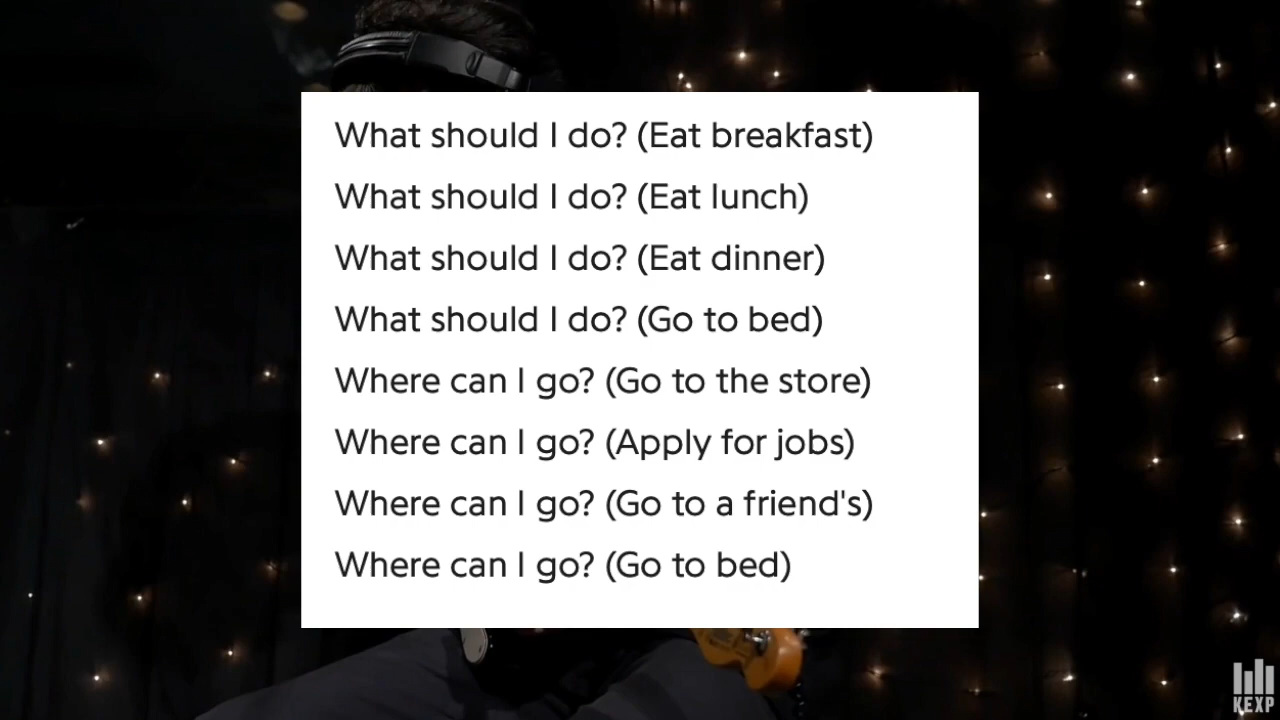 What should I do? (Eat breakfast)
What should I do? (Eat lunch)
What should I do? (Eat dinner)
What should I do? (Go to bed)
Where can I go? (Go to the store)
Where can I go? (Apply for jobs)
Where can I go? (Go to a friend's)
Where can I go? (Go to bed)
KEXP